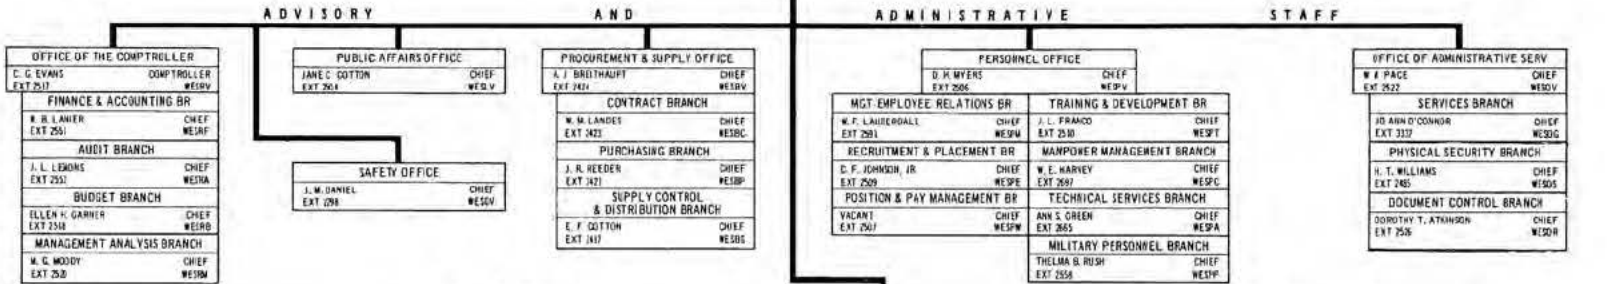 ADVISORY AND ADMINISTRATIVE STAFF
OFFICE OF THE COMPTROLLER
C. G. EVANS COMPTROLLER
EXT 2517 WESRV
FINANCE & ACCOUNTING BR
R. B. LANIER CHIEF
EXT 2551 WESRF
AUDIT BRANCH
J. L. LEMONS CHIEF
EXT 2552 WESRA
BUDGET BRANCH
ELLEN H. GARNER CHIEF
EXT 2518 WESRB
MANAGEMENT ANALYSIS BRANCH
M. G. MOODY CHIEF
EXT 2520 WESRM
PUBLIC AFFAIRS OFFICE
JANE C. COTTON CHIEF
EXT 2504 WESLV
SAFETY OFFICE
J. M. DANIEL CHIEF
EXT WESGV
PROCUREMENT & SUPPLY OFFICE
A. J. BREITHAUPT CHIEF
EXT 2424 WESBV
CONTRACT BRANCH
W. M. LANDES CHIEF
EXT 2423 WESBC
PURCHASING BRANCH
J. R. REEDER CHIEF
EXT 2421 WESBP
SUPPLY CONTROL
& DISTRIBUTION BRANCH
E. F. COTTON CHIEF
EXT WESBS
PERSONNEL OFFICE
D. H. MYERS CHIEF
EXT 2506 WESPV
MGT-EMPLOYEE RELATIONS BR
W. F. LAUDERDALE CHIEF
EXT 2591 WESPM
RECRUITMENT & PLACEMENT BR
C. F. JOHNSON, JR CHIEF
EXT 2509 WESPE
POSITION & PAY MANAGEMENT BR
VACANT CHIEF
EXT 2507 WESPW
TRAINING & DEVELOPMENT BR
J. L. FRANCO CHIEF
EXT 2510 WESPT
MANPOWER MANAGEMENT BRANCH
W. E. HARVEY CHIEF
EXT 2697 WESPC
TECHNICAL SERVICES BRANCH
ANN S. GREEN CHIEF
EXT 2665 WESPA
MILITARY PERSONNEL BRANCH
THELMA B. RUSH CHIEF
EXT 2558 WESPP
OFFICE OF ADMINISTRATIVE SERV
PACE CHIEF
EXT 2522 WESOV
SERVICES BRANCH
JO ANN O'CONNOR CHIEF
EXT 3337 WESOG
PHYSICAL SECURITY BRANCH
H. T. WILLIAMS CHIEF
EXT 2485 WESOS
DOCUMENT CONTROL BRANCH
DOROTHY T. ATKINSON CHIEF
EXT 2526 WESOR